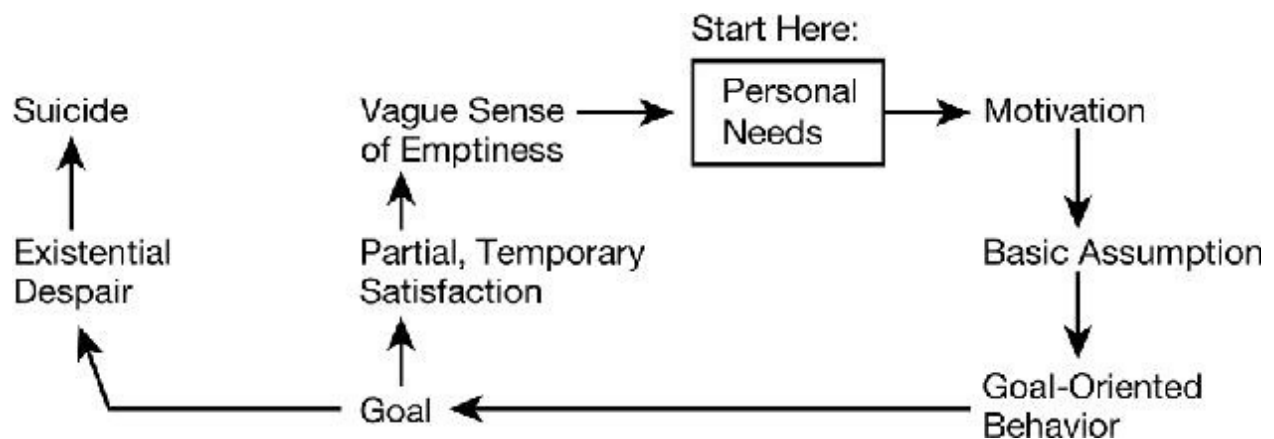 Start Here:
Suicide
Vague Sense
of Emptiness
Personal
Needs
Motivation
Existential
Despair
Partial, Temporary
Satisfaction
Basic Assumption
Goal
Goal-Oriented
Behavior